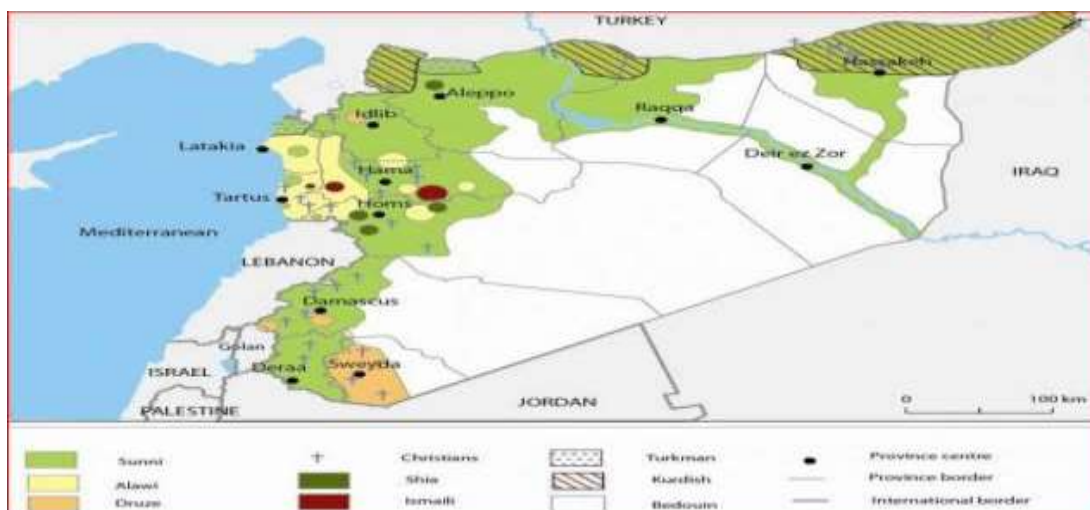 TURKEY
Hassakeh
Aleppo
Raqqa
Idlib
Latakia
Deir ez Zor
Hama
IRAQ
Tartus
Homs
Mediterranean
LEBANON
Damascus
Golan
ISRAEL
Deraa
Sweyda
PALESTINE
JORDAN
0 100 km
Sunni
Alawi
Druze
Christians
Shia
Ismaili
Turkman
Kurdish
Bedouin
Province centre
Province border
International border